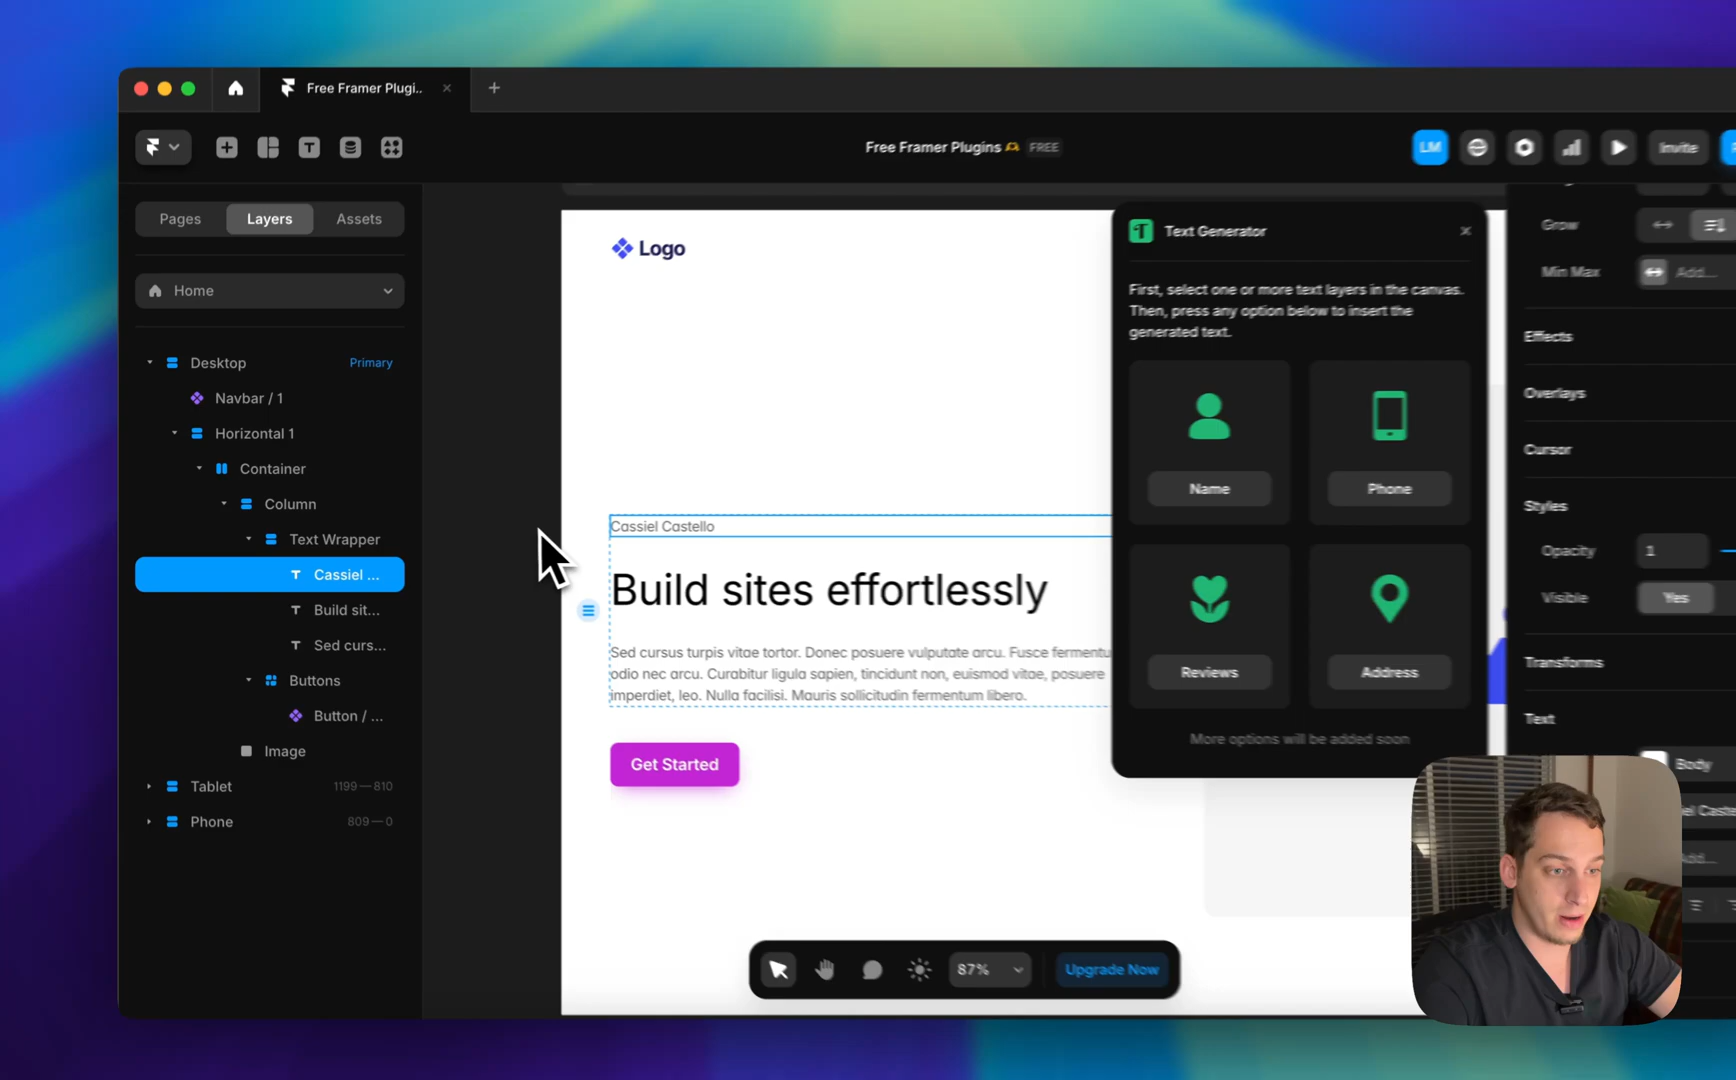 Free Framer Plugi..
Free Framer Plugins
FREE
LM
Invite
Pages
Layers
Assets
Home
Desktop
Primary
Navbar / 1
Horizontal 1
Container
Column
Text Wrapper
Cassiel ...
Build sit...
Sed curs...
Buttons
Button / ...
Image
Tablet
1199—810
Phone
809—0
Logo
Cassiel Castello
Build sites effortlessly
Sed cursus turpis vitae tortor. Donec posuere vulputate arcu. Fusce fermentu
odio nec arcu. Curabitur ligula sapien, tincidunt non, euismod vitae, posuere
imperdiet, leo. Nulla facilisi. Mauris sollicitudin fermentum libero.
Get Started
Text Generator
First, select one or more text layers in the canvas.
Then, press any option below to insert the
generated text.
Name
Phone
Reviews
Address
More options will be added soon
87%
Upgrade Now
Grow
Min Max
Add...
Effects
Overlays
Cursor
Styles
Opacity
1
Visible
Yes
Transforms
Text
Body
el Caste
Add...